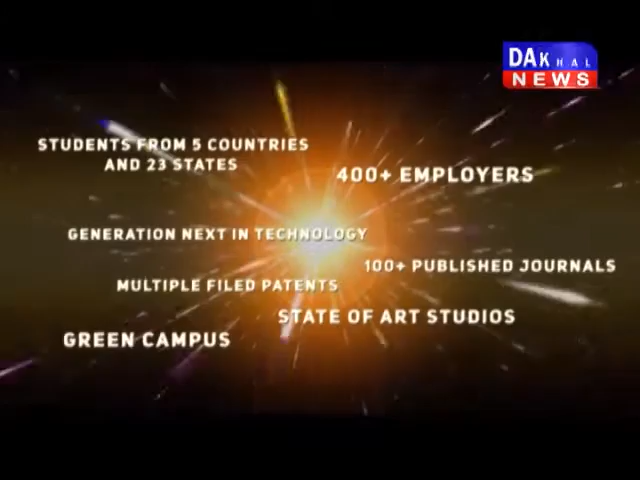 DAKHAL
NEWS
STUDENTS FROM 5 COUNTRIES
AND 23 STATES
400+ EMPLOYERS
GENERATION NEXT IN TECHNOLOGY
100+ PUBLISHED JOURNALS
MULTIPLE FILED PATENTS
STATE OF ART STUDIOS
GREEN CAMPUS